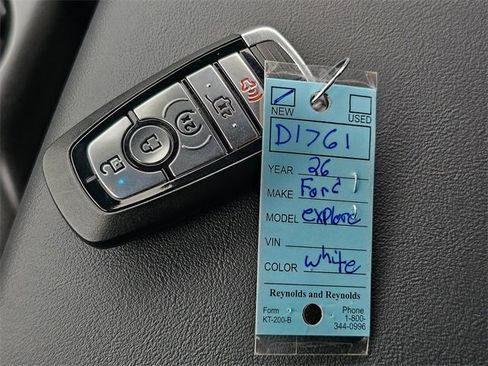 NEW USED
D1761
YEAR 26
MAKE Ford
MODEL explore
VIN
COLOR white
Reynolds and Reynolds
Form Phone
KT-200-B 1-800-
344-0996